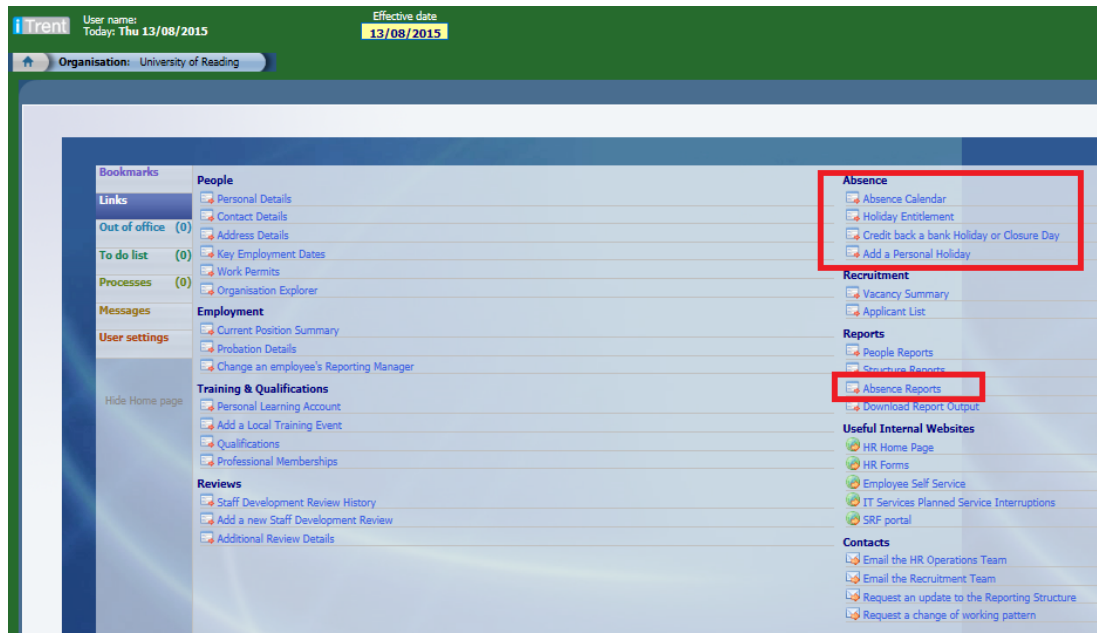 iTrent
User name:
Today: Thu 13/08/2015
Effective date
13/08/2015
Organisation: University of Reading
Bookmarks
Links
Out of office (0)
To do list (0)
Processes (0)
Messages
User settings
Hide Home page
People
Personal Details
Contact Details
Address Details
Key Employment Dates
Work Permits
Organisation Explorer
Employment
Current Position Summary
Probation Details
Change an employee's Reporting Manager
Training & Qualifications
Personal Learning Account
Add a Local Training Event
Qualifications
Professional Memberships
Reviews
Staff Development Review History
Add a new Staff Development Review
Additional Review Details
Absence
Absence Calendar
Holiday Entitlement
Credit back a bank Holiday or Closure Day
Add a Personal Holiday
Recruitment
Vacancy Summary
Applicant List
Reports
People Reports
Structure Reports
Absence Reports
Download Report Output
Useful Internal Websites
HR Home Page
HR Forms
Employee Self Service
IT Services Planned Service Interruptions
SRF portal
Contacts
Email the HR Operations Team
Email the Recruitment Team
Request an update to the Reporting Structure
Request a change of working pattern